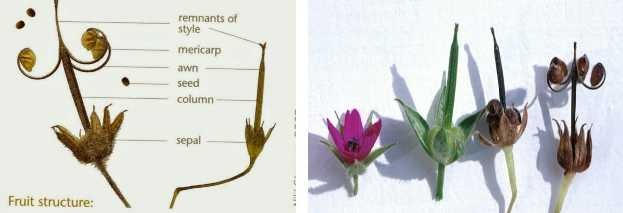 remnants of
style
mericarp
awn
seed
column
sepal
Fruit structure: